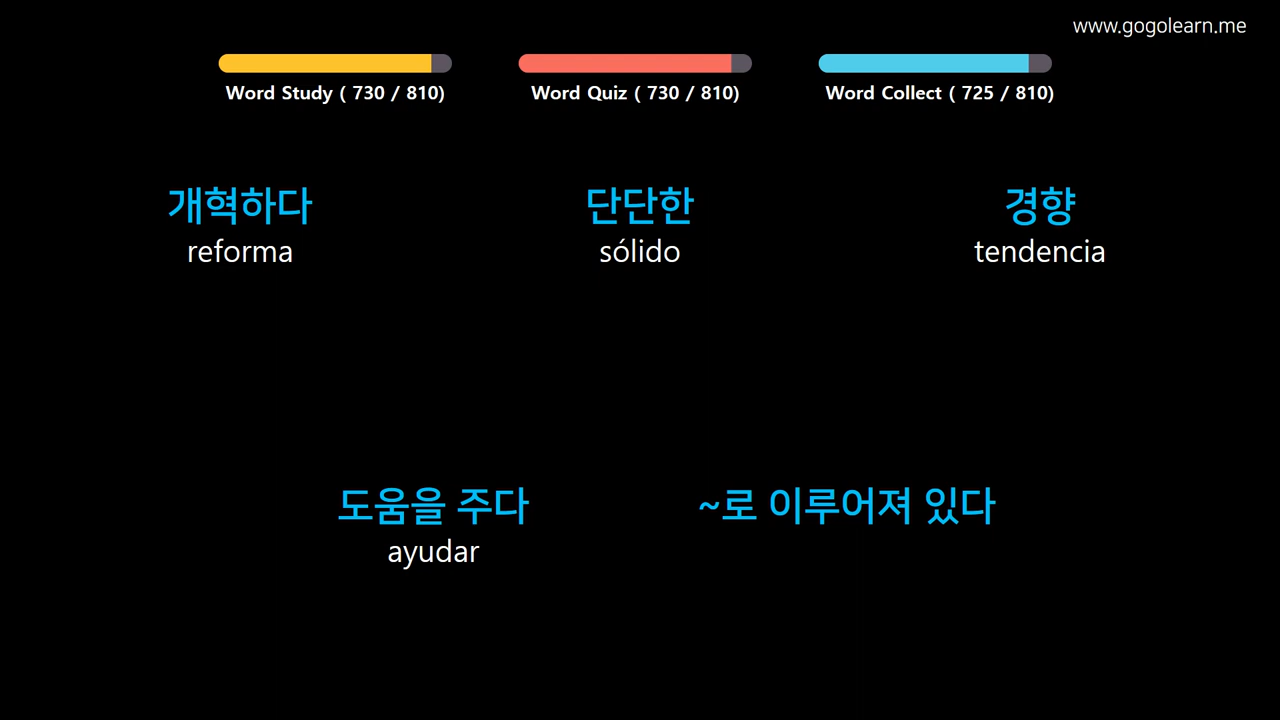 www.gogolearn.me
Word Study ( 730 / 810)
Word Quiz ( 730 / 810)
Word Collect ( 725 / 810)
개혁하다
reforma
단단한
sólido
경향
tendencia
도움을 주다
ayudar
~로 이루어져 있다